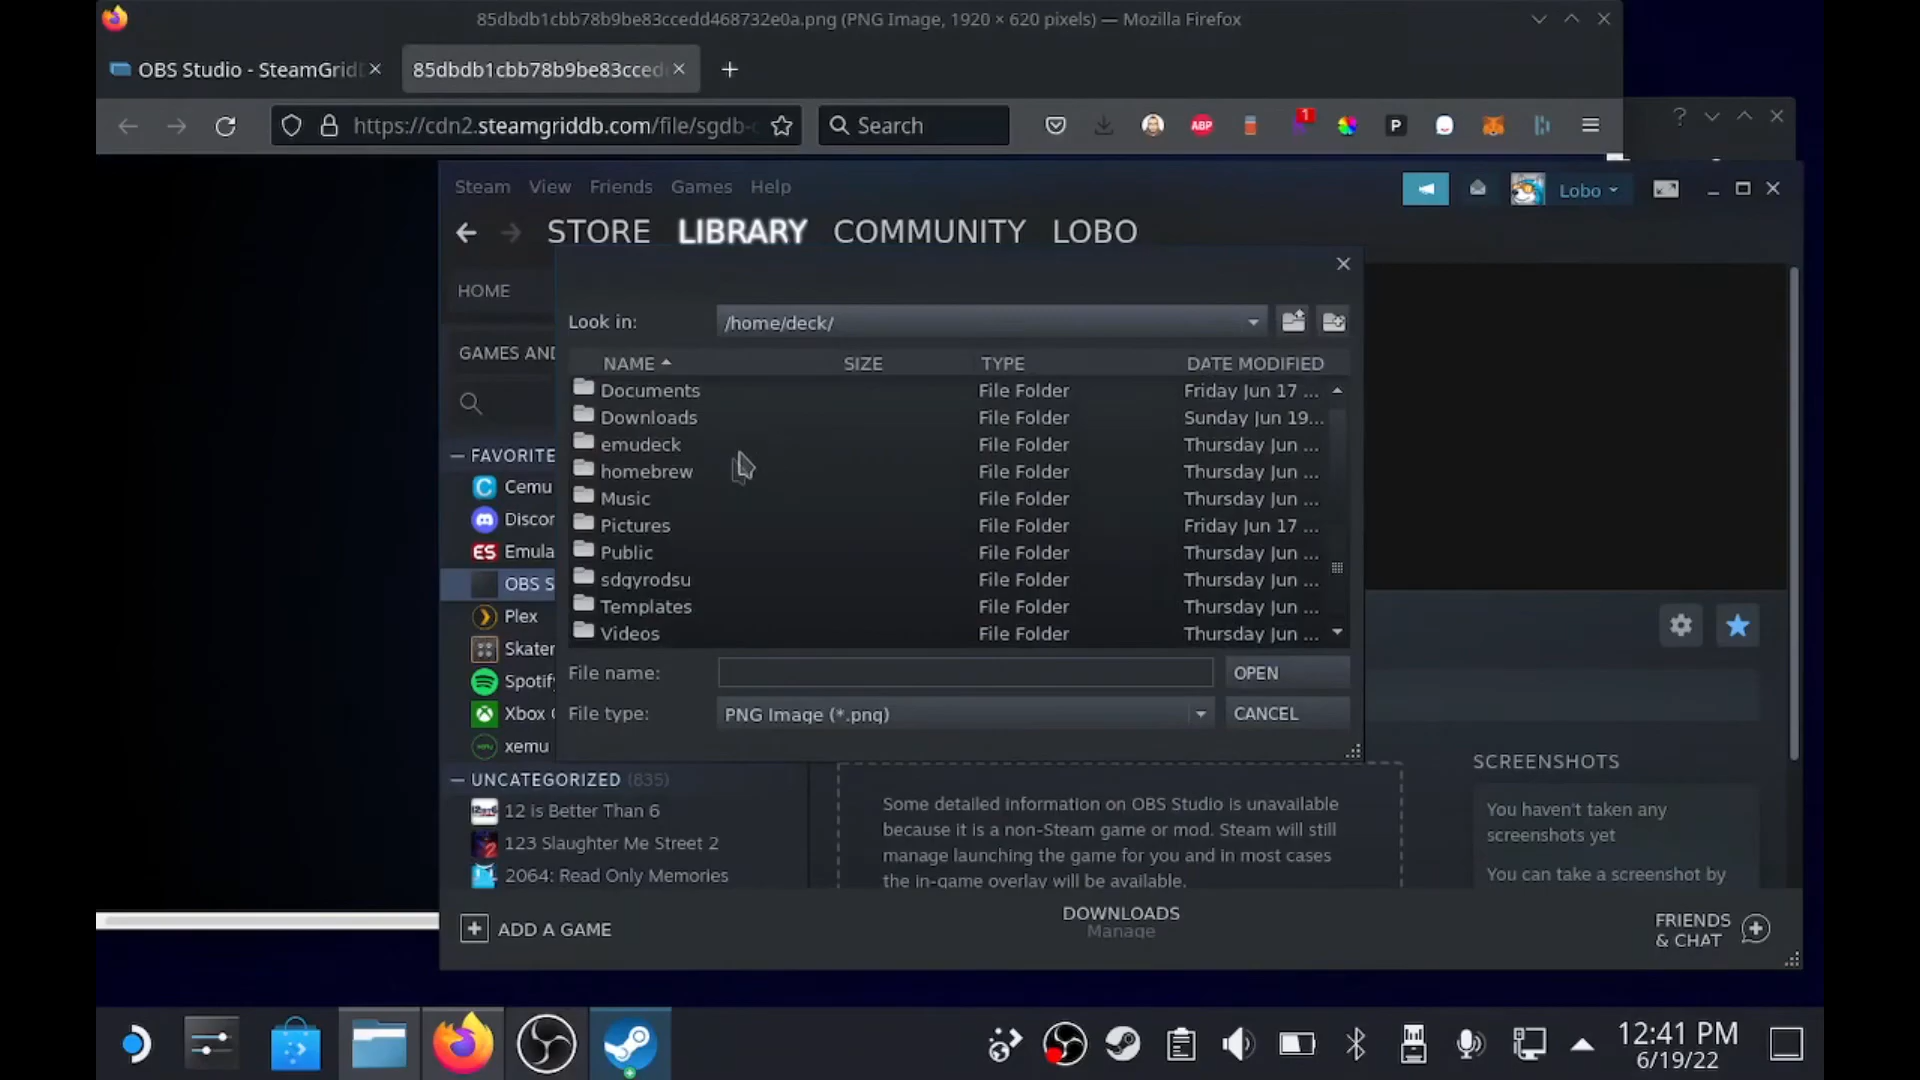 85dbdb1cbb78b9be83ccedd468732e0a.png (PNG Image, 1920 × 620 pixels) — Mozilla Firefox
OBS Studio - SteamGrid
85dbdb1cbb78b9be83cced
https://cdn2.steamgriddb.com/file/sgdb-c
Search
ABP
1
P
Steam View Friends Games Help
Lobo
STORE LIBRARY COMMUNITY LOBO
HOME
Look in:
/home/deck/
GAMES AND
NAME SIZE TYPE DATE MODIFIED
Documents File Folder Friday Jun 17 ...
Downloads File Folder Sunday Jun 19...
emudeck File Folder Thursday Jun ...
homebrew File Folder Thursday Jun ...
Music File Folder Thursday Jun ...
Pictures File Folder Friday Jun 17 ...
Public File Folder Thursday Jun ...
sdgyrodsu File Folder Thursday Jun ...
Templates File Folder Thursday Jun ...
Videos File Folder Thursday Jun ...
File name:
OPEN
File type:
PNG Image (*.png)
CANCEL
FAVORITE
Cemu
Discor
ES Emula
OBS S
Plex
Skater
Spotify
Xbox
xemu
UNCATEGORIZED (835)
12 is Better Than 6
123 Slaughter Me Street 2
2064: Read Only Memories
Some detailed information on OBS Studio is unavailable
because it is a non-Steam game or mod. Steam will still
manage launching the game for you and in most cases
the in-game overlay will be available.
SCREENSHOTS
You haven't taken any
screenshots yet
You can take a screenshot by
ADD A GAME
DOWNLOADS
Manage
FRIENDS
& CHAT
12:41 PM
6/19/22